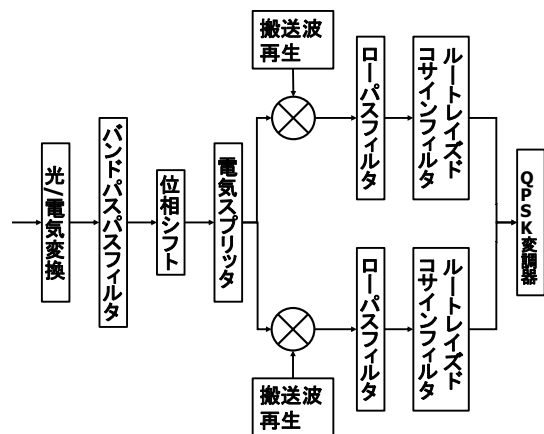 光/電気変換
バンドパスパスフィルタ
位相シフト
電気スプリッタ
搬送波
再生
ローパスフィルタ
ルートレイズド
コサインフィルタ
搬送波
再生
ローパスフィルタ
ルートレイズド
コサインフィルタ
QPSK変調器